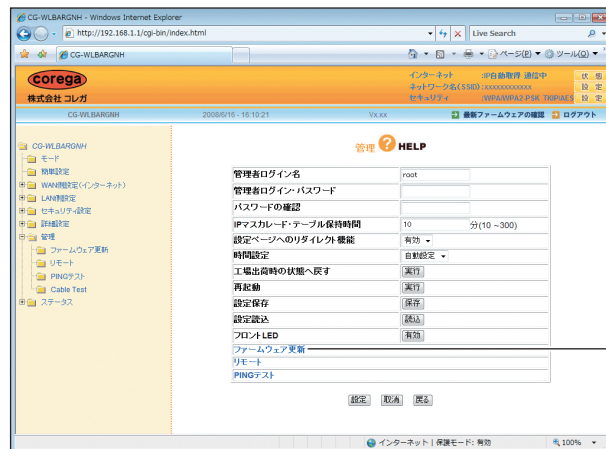 CG-WLBARGNH - Windows Internet Explorer
http://192.168.1.1/cgi-bin/index.html
Live Search
CG-WLBARGNH
ページ(P)
ツール(O)
corega
株式会社 コレガ
インターネット :IP自動取得 通信中 状態
ネットワーク名(SSID):xxxxxxxxxxxx 設定
セキュリティ :WPA/WPA2-PSK TKIP/AES 設定
CG-WLBARGNH 2008/6/16 - 16:10:21 Vx.xx 最新ファームウェアの確認 ログアウト
CG-WLBARGNH
モード
簡単設定
WAN側設定(インターネット)
LAN側設定
セキュリティ設定
詳細設定
管理
ファームウェア更新
リモート
PINGテスト
Cable Test
ステータス
管理 ? HELP
管理者ログイン名 root
管理者ログイン・パスワード
パスワードの確認
IPマスカレード・テーブル保持時間 10 分(10 ~300)
設定ページへのリダイレクト機能 有効
時間設定 自動設定
工場出荷時の状態へ戻す 実行
再起動 実行
設定保存 保存
設定読込 読込
フロントLED 有効
ファームウェア更新
リモート
PINGテスト
設定 取消 戻る
インターネット | 保護モード: 有効 100%